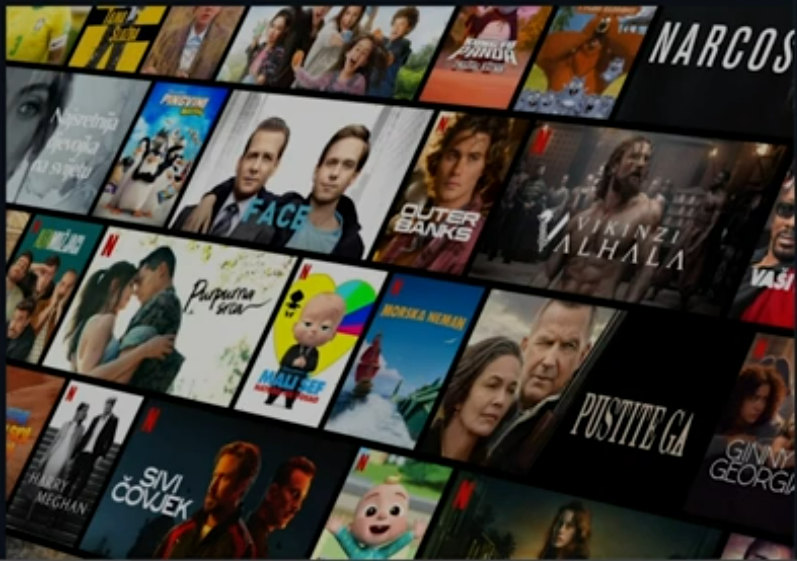 NARCOS
Najsretnija
djevojka
na svijetu
PINGVINI
FACE
OUTER
BANKS
VIKINZI
VALHALA
VAŠI
Purpurna
srca
MALI ŠEF
MORSKA NEMAN
PUSTITE GA
GINNY
GEORGIA
HARRY
MEGHAN
SIVI
ČOVJEK